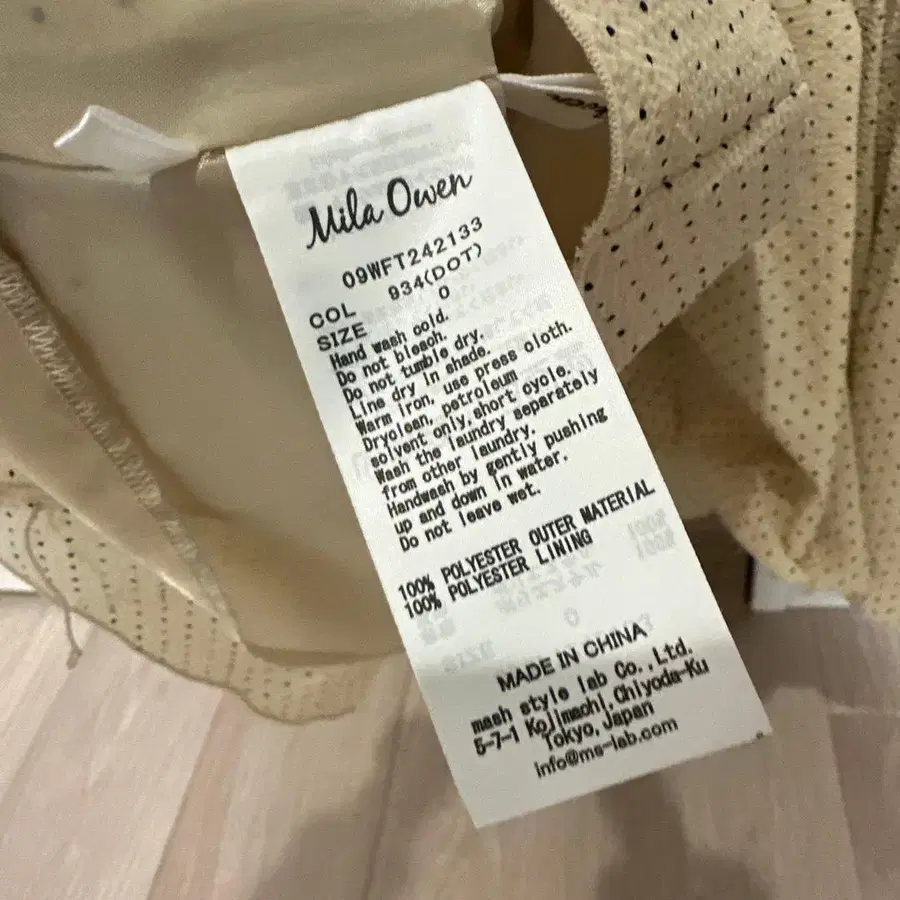 Mila Owen
09WFT242133
COL 934(DOT)
SIZE 0
Hand wash cold.
Do not bleach.
Do not tumble dry.
Line dry in shade.
Warm iron, use press cloth.
Dryclean, petroleum
solvent only,short cycle.
Wash the laundry separately
from other laundry.
Handwash by gently pushing
up and down in water.
Do not leave wet.
100% POLYESTER OUTER MATERIAL
100% POLYESTER LINING
MADE IN CHINA
mash style lab Co.,Ltd.
5-7-1 Kojimachi,Chiyoda-Ku
Tokyo,Japan
info@ms-lab.com